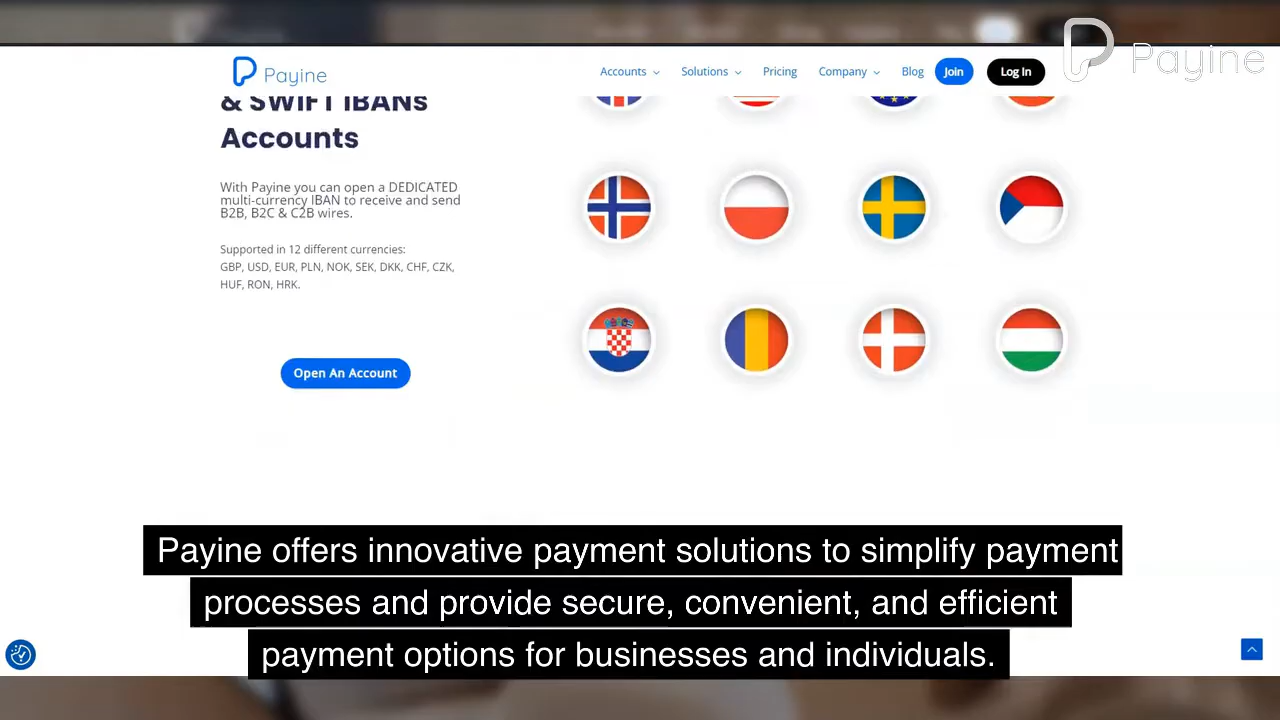 Payine
Accounts
Solutions
Pricing
Company
Blog
Join
Log In
Payine
& SWIFT IBANs
Accounts
With Payine you can open a DEDICATED
multi-currency IBAN to receive and send
B2B, B2C & C2B wires.
Supported in 12 different currencies:
GBP, USD, EUR, PLN, NOK, SEK, DKK, CHF, CZK,
HUF, RON, HRK.
Open An Account
Payine offers innovative payment solutions to simplify payment
processes and provide secure, convenient, and efficient
payment options for businesses and individuals.